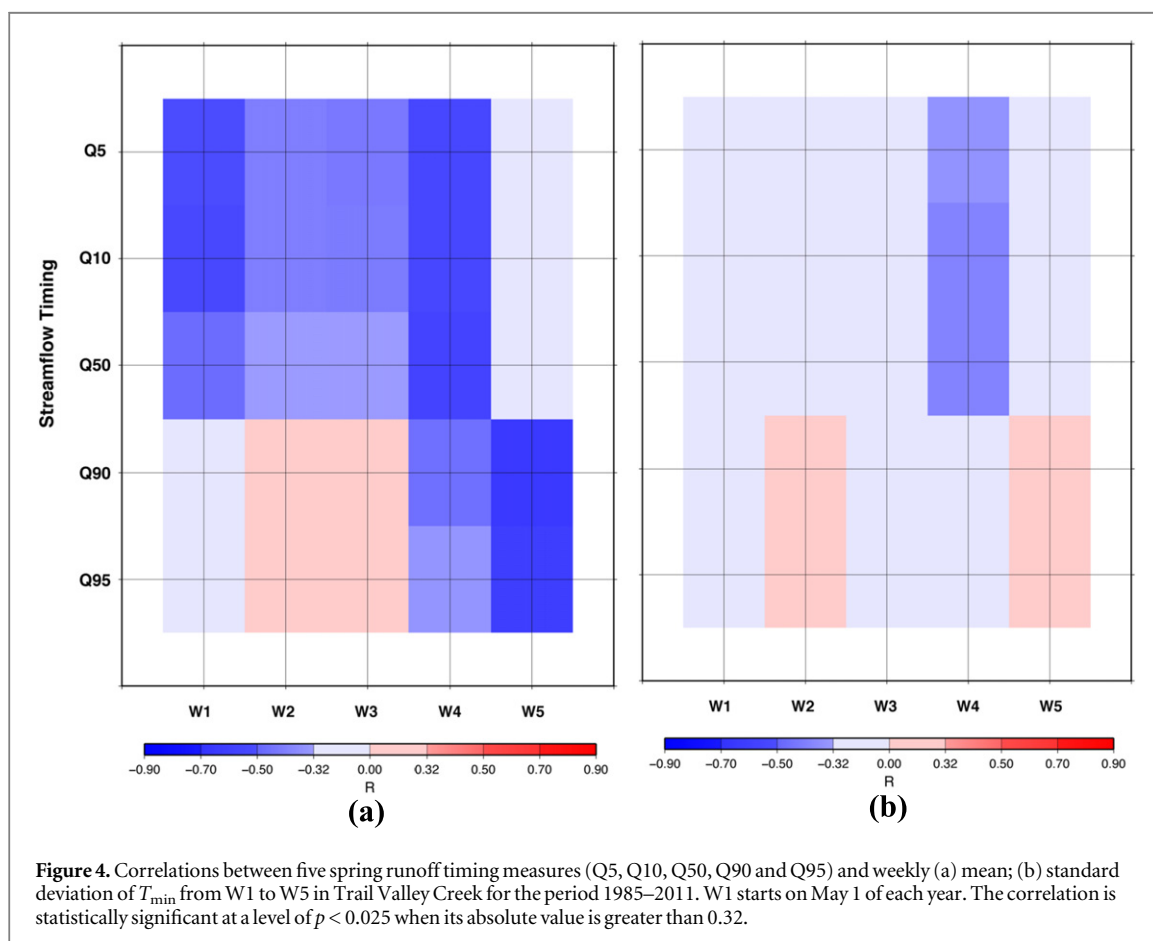 Streamflow Timing
Q5
Q10
Q50
Q90
Q95
W1 W2 W3 W4 W5
−0.90 −0.70 −0.50 −0.32 0.00 0.32 0.50 0.70 0.90
R
(a)
W1 W2 W3 W4 W5
−0.90 −0.70 −0.50 −0.32 0.00 0.32 0.50 0.70 0.90
R
(b)
Figure 4. Correlations between five spring runoff timing measures (Q5, Q10, Q50, Q90 and Q95) and weekly (a) mean; (b) standard
deviation of Tmin from W1 to W5 in Trail Valley Creek for the period 1985–2011. W1 starts on May 1 of each year. The correlation is
statistically significant at a level of p < 0.025 when its absolute value is greater than 0.32.